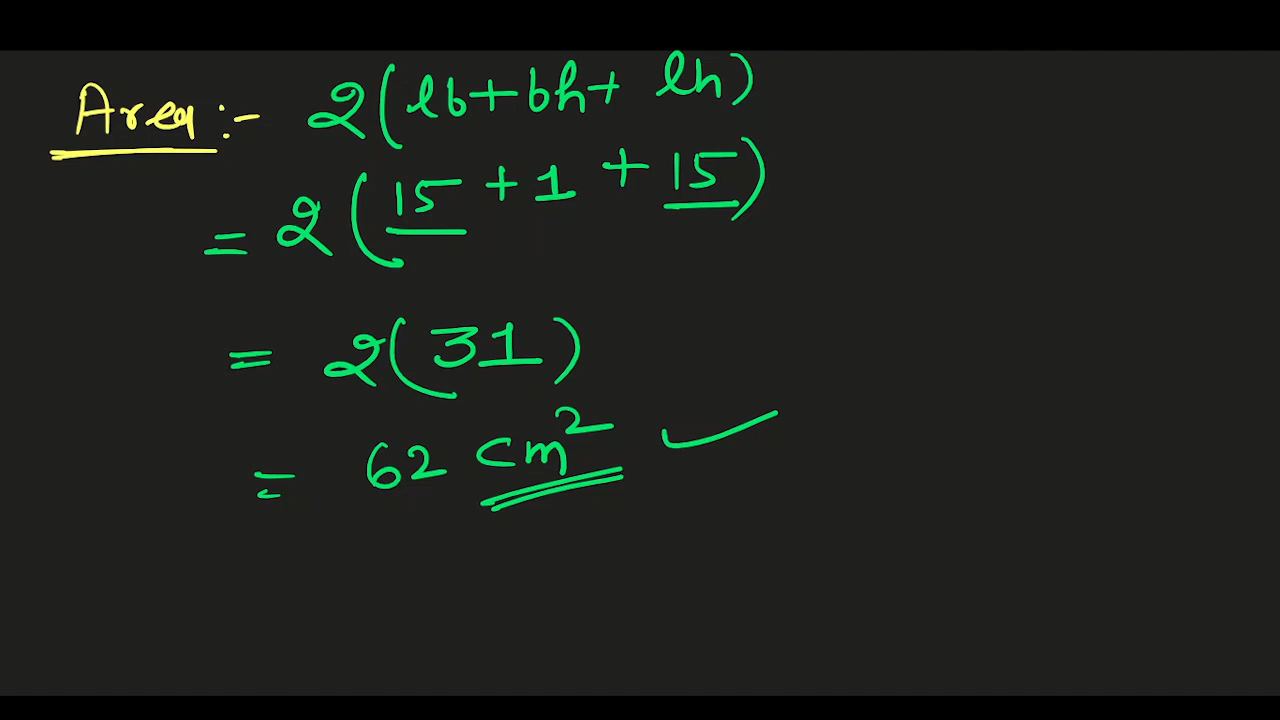 Area :- 2(lb+bh+ lh)
= 2(15 + 1 + 15)
= 2(31)
= 62 cm²